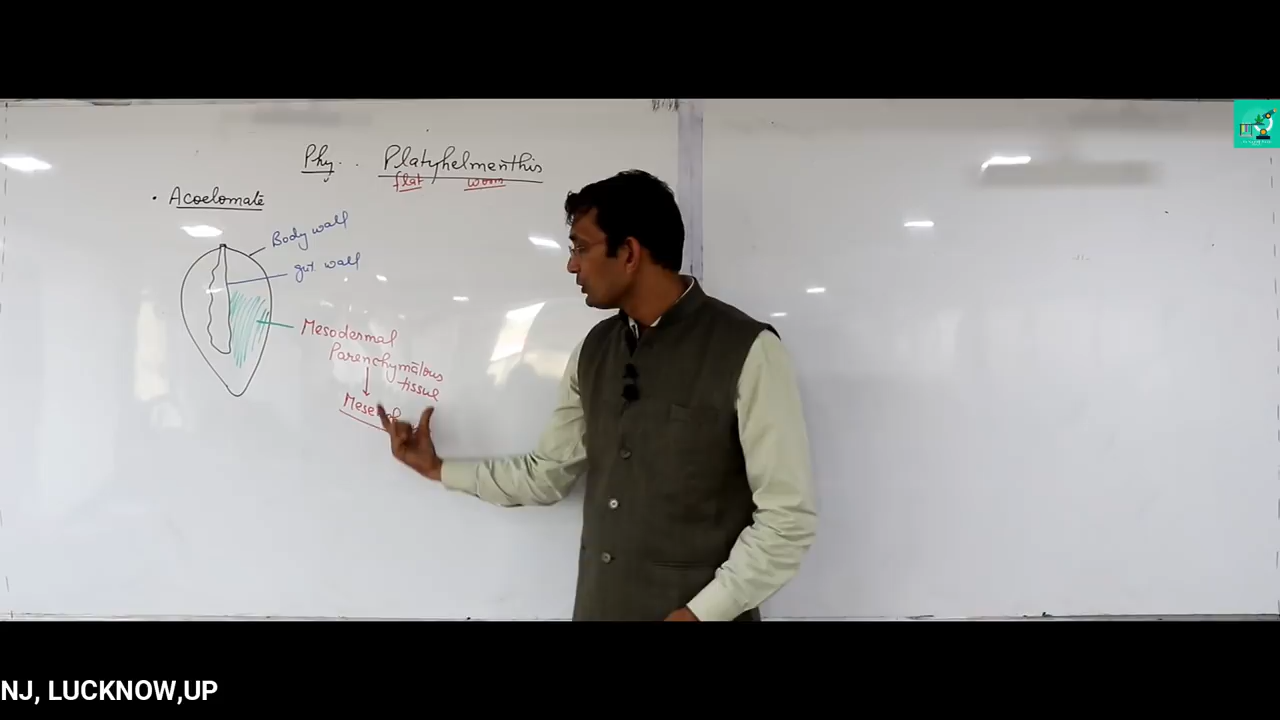 Phy. . Platyhelmenthis
flat worm
• Acoelomate
Body wall
gut wall
Mesodermal
Parenchymatous
tissue
NJ, LUCKNOW,UP